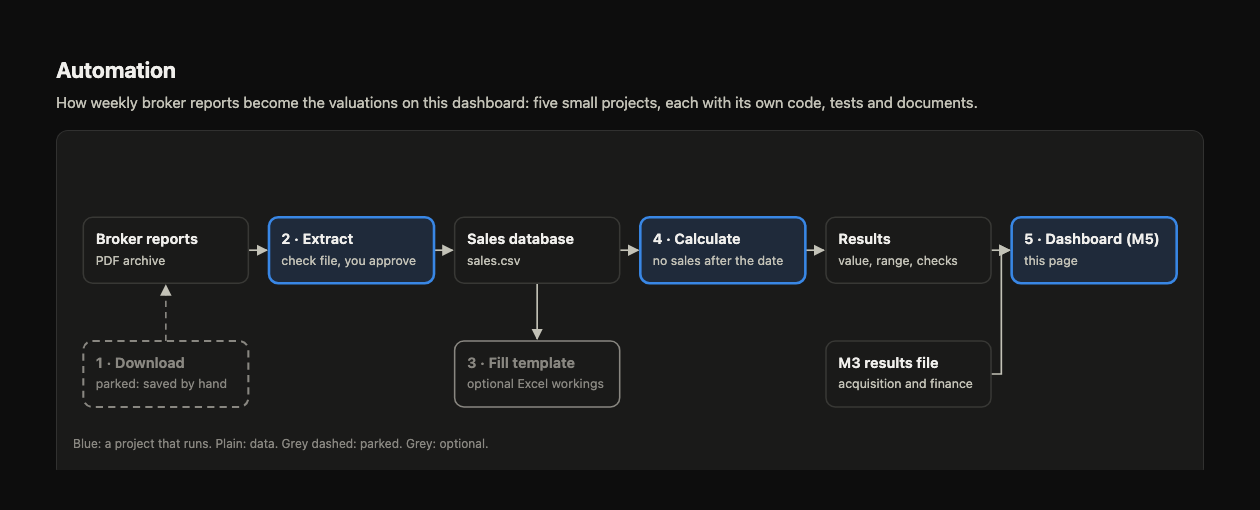 Automation
How weekly broker reports become the valuations on this dashboard: five small projects, each with its own code, tests and documents.
Broker reports
PDF archive
2 · Extract
check file, you approve
Sales database
sales.csv
4 · Calculate
no sales after the date
Results
value, range, checks
5 · Dashboard (M5)
this page
1 · Download
parked: saved by hand
3 · Fill template
optional Excel workings
M3 results file
acquisition and finance
Blue: a project that runs. Plain: data. Grey dashed: parked. Grey: optional.